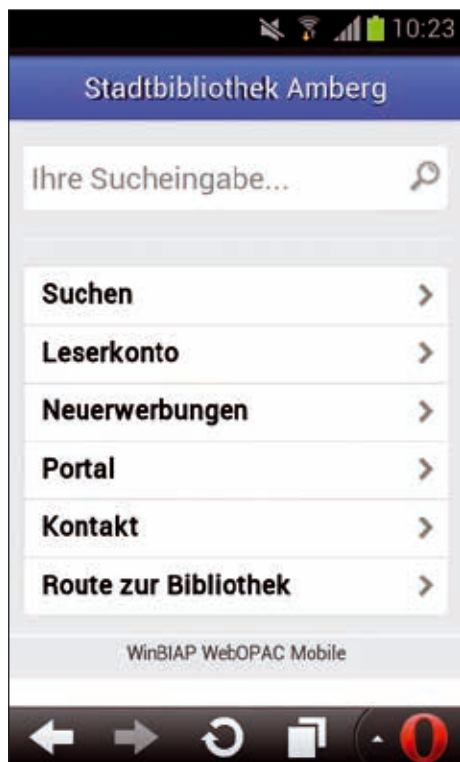 10:23
Stadtbibliothek Amberg
Ihre Sucheingabe...
Suchen
Leserkonto
Neuerwerbungen
Portal
Kontakt
Route zur Bibliothek
WinBIAP WebOPAC Mobile